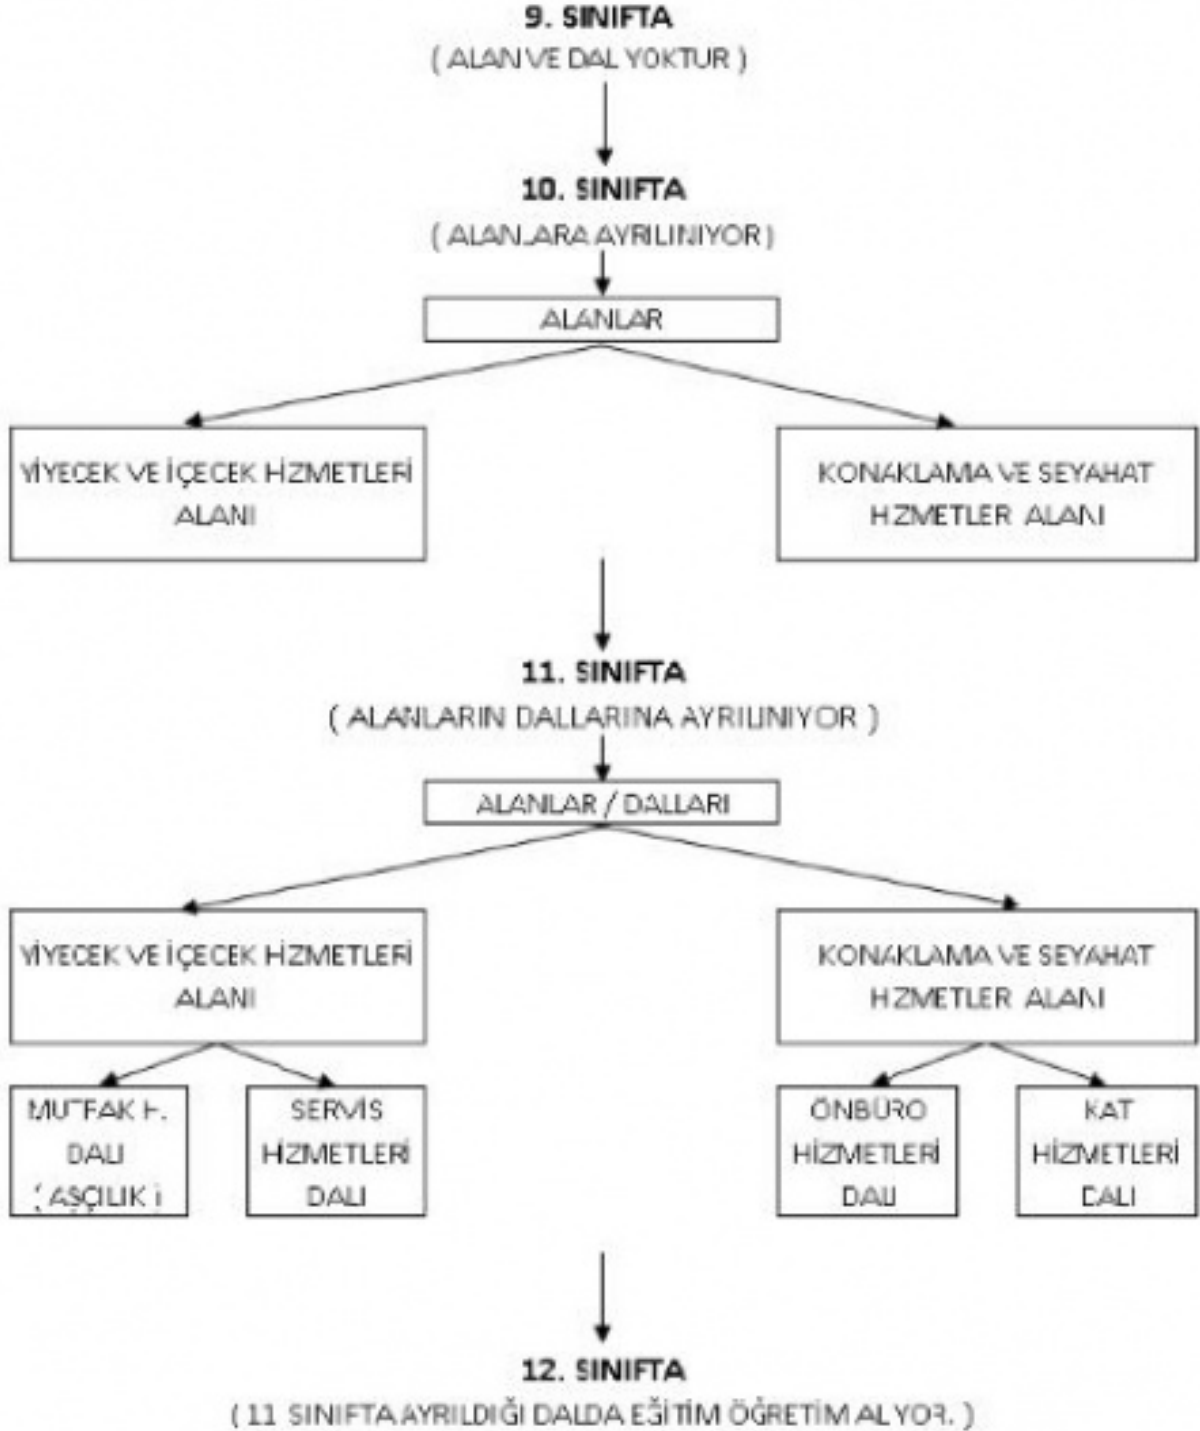 9. SINIFTA
( ALAN VE DAL YOKTUR )
10. SINIFTA
( ALANLARA AYRILINIYOR )
ALANLAR
YİYECEK VE İÇECEK HİZMETLERİ
ALANI
KONAKLAMA VE SEYAHAT
HİZMETLERİ ALANI
11. SINIFTA
( ALANLARIN DALLARINA AYRILINIYOR )
ALANLAR / DALLARI
YİYECEK VE İÇECEK HİZMETLERİ
ALANI
KONAKLAMA VE SEYAHAT
HİZMETLERİ ALANI
MUTFAK H.
DALI
( AŞÇILIK )
SERVİS
HİZMETLERİ
DALI
ÖNBÜRO
HİZMETLERİ
DALI
KAT
HİZMETLERİ
DALI
12. SINIFTA
( 11. SINIFTA AYRILDIĞI DALDA EĞİTİM ÖĞRETİM ALIYOR. )